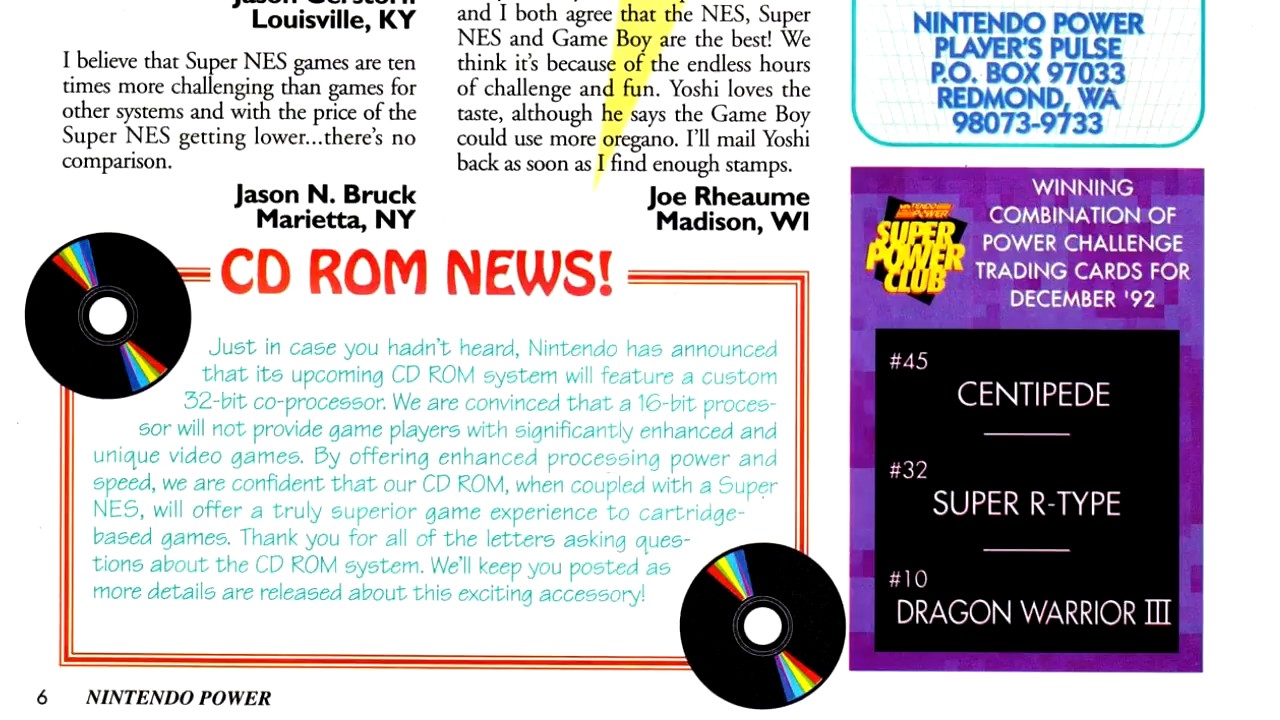 Jason Gerstorff
Louisville, KY
I believe that Super NES games are ten
times more challenging than games for
other systems and with the price of the
Super NES getting lower...there's no
comparison.
Jason N. Bruck
Marietta, NY
and I both agree that the NES, Super
NES and Game Boy are the best! We
think it's because of the endless hours
of challenge and fun. Yoshi loves the
taste, although he says the Game Boy
could use more oregano. I'll mail Yoshi
back as soon as I find enough stamps.
Joe Rheaume
Madison, WI
CD ROM NEWS!
Just in case you hadn't heard, Nintendo has announced
that its upcoming CD ROM system will feature a custom
32-bit co-processor. We are convinced that a 16-bit proces-
sor will not provide game players with significantly enhanced and
unique video games. By offering enhanced processing power and
speed, we are confident that our CD ROM, when coupled with a Super
NES, will offer a truly superior game experience to cartridge-
based games. Thank you for all of the letters asking ques-
tions about the CD ROM system. We'll keep you posted as
more details are released about this exciting accessory!
NINTENDO POWER
PLAYER'S PULSE
P.O. BOX 97033
REDMOND, WA
98073-9733
NINTENDO
POWER
SUPER
POWER
CLUB
WINNING
COMBINATION OF
POWER CHALLENGE
TRADING CARDS FOR
DECEMBER '92
#45
CENTIPEDE
#32
SUPER R-TYPE
#10
DRAGON WARRIOR III
6 NINTENDO POWER